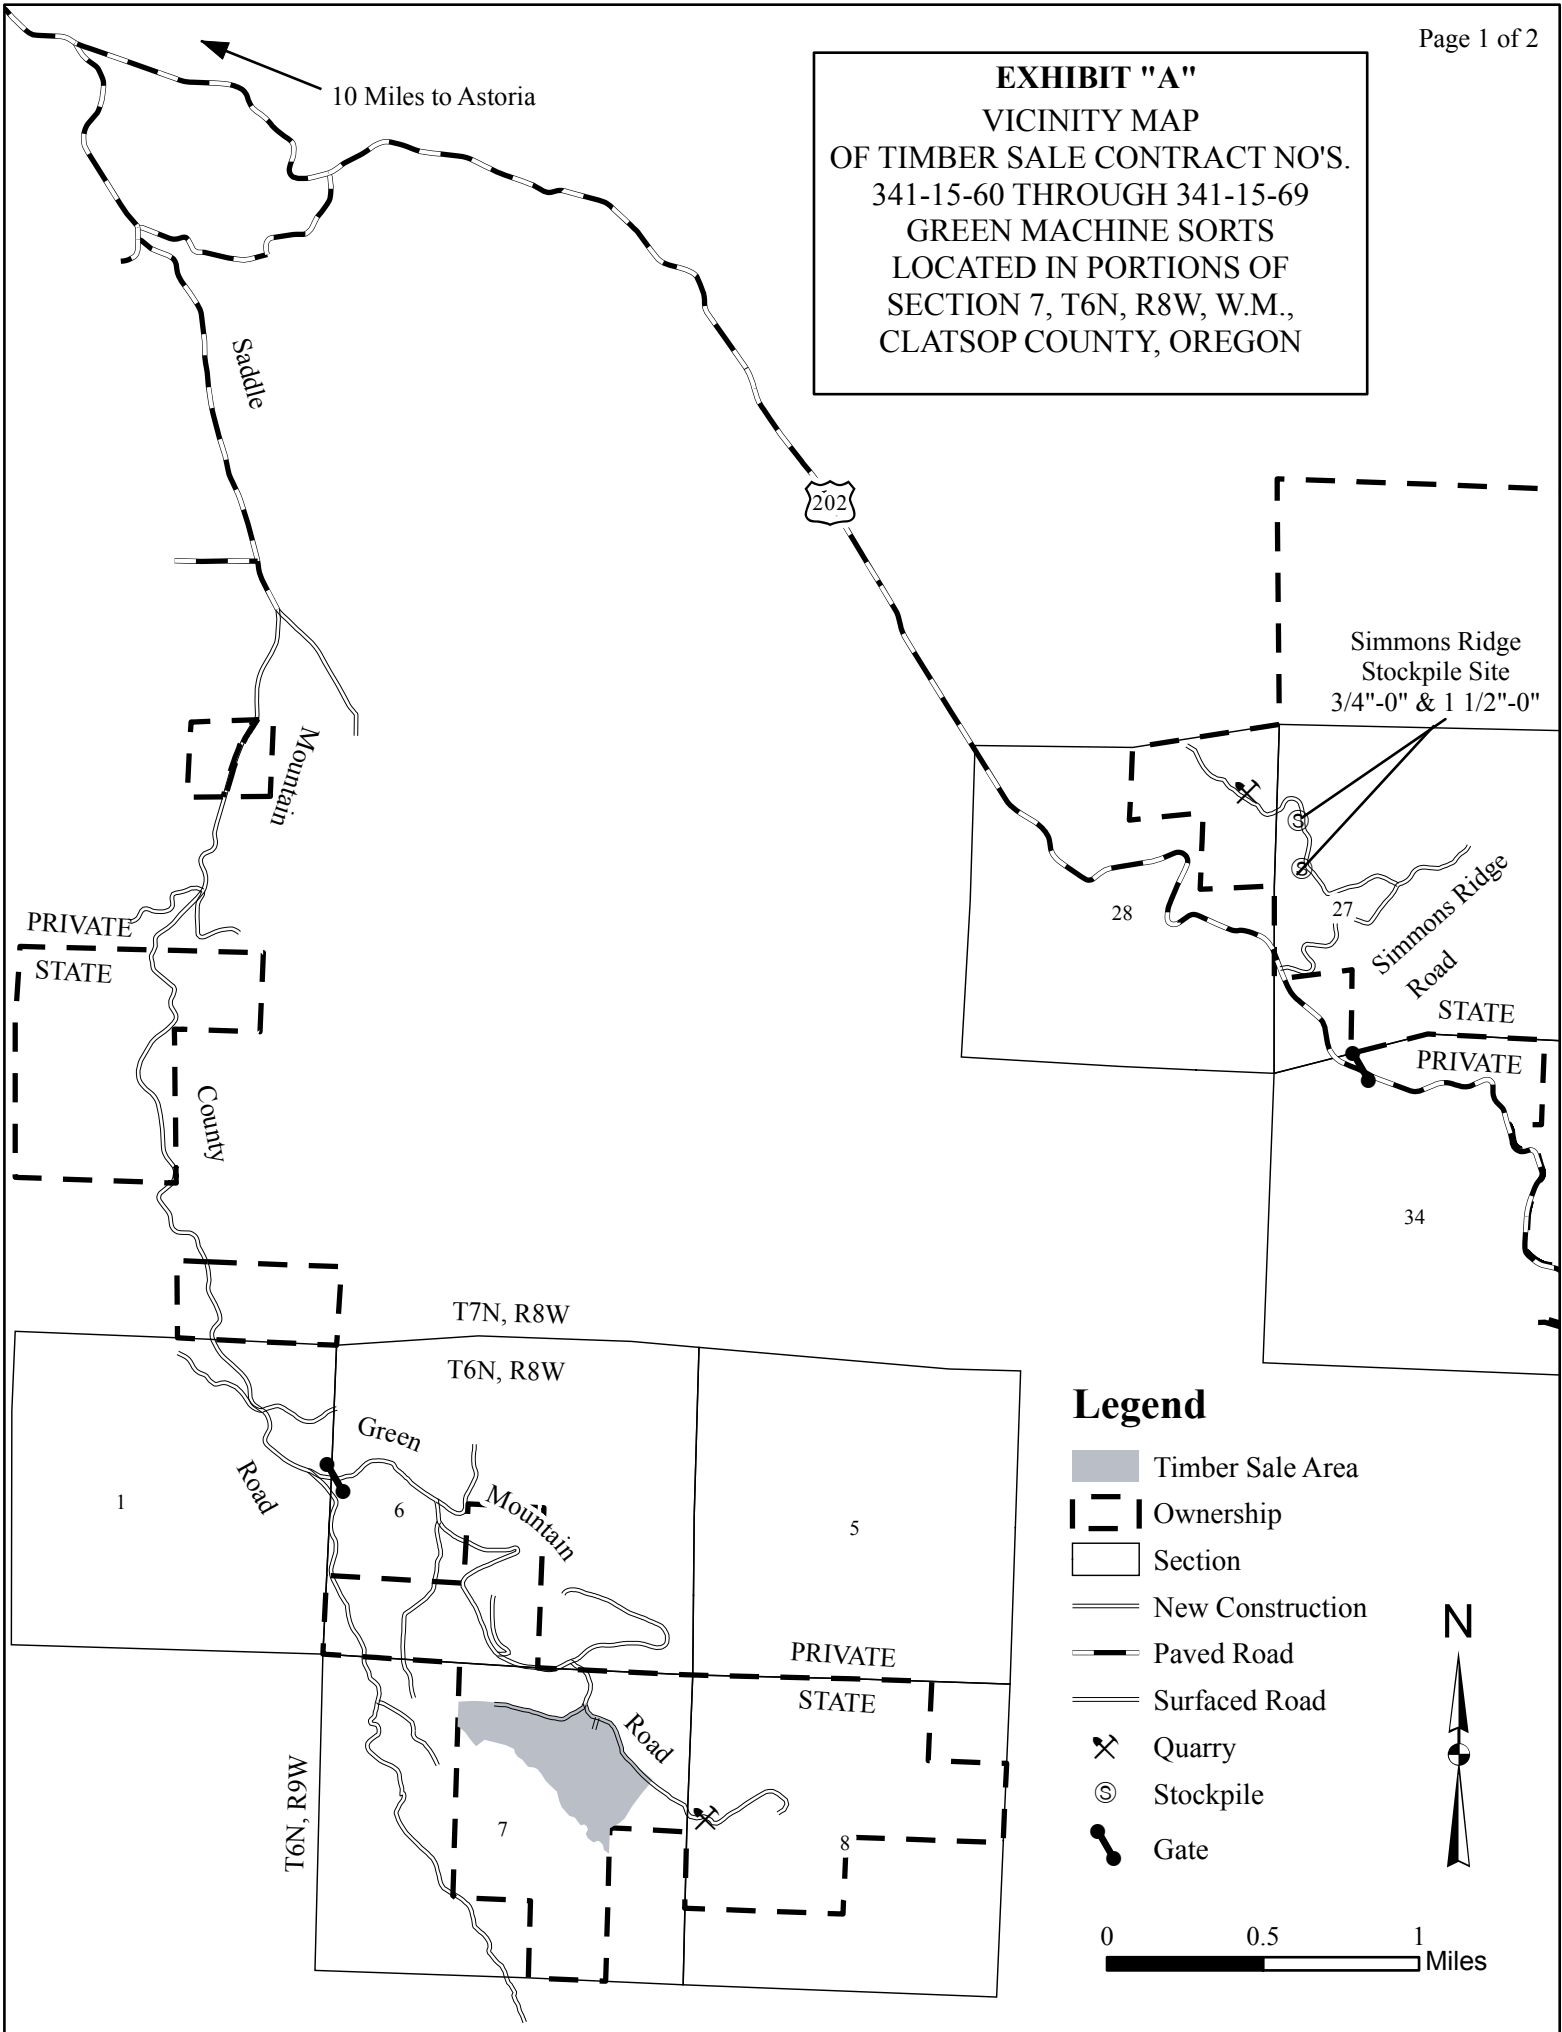 Page 1 of 2
10 Miles to Astoria
EXHIBIT "A"
VICINITY MAP
OF TIMBER SALE CONTRACT NO'S.
341-15-60 THROUGH 341-15-69
GREEN MACHINE SORTS
LOCATED IN PORTIONS OF
SECTION 7, T6N, R8W, W.M.,
CLATSOP COUNTY, OREGON
Saddle
202
Simmons Ridge
Stockpile Site
3/4"-0" & 1 1/2"-0"
Mountain
S
S
28
27
Simmons Ridge
Road
PRIVATE
STATE
STATE
PRIVATE
County
34
T7N, R8W
T6N, R8W
Green
Road
Mountain
1
6
5
PRIVATE
STATE
Road
T6N, R9W
7
8
Legend
Timber Sale Area
Ownership
Section
New Construction
Paved Road
Surfaced Road
Quarry
S Stockpile
Gate
N
0 0.5 1
Miles